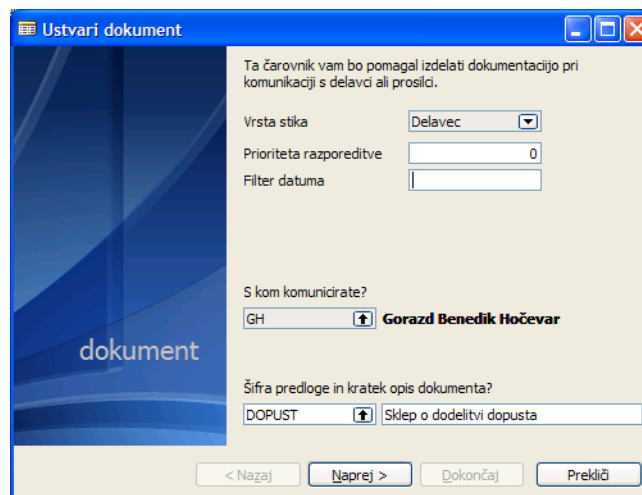 Ustvari dokument
Ta čarovnik vam bo pomagal izdelati dokumentacijo pri
komunikaciji s delavci ali prosilci.
Vrsta stika Delavec
Prioriteta razporeditve 0
Filter datuma
S kom komunicirate?
GH Gorazd Benedik Hočevar
dokument
Šifra predloge in kratek opis dokumenta?
DOPUST Sklep o dodelitvi dopusta
< Nazaj Naprej > Dokončaj Prekliči